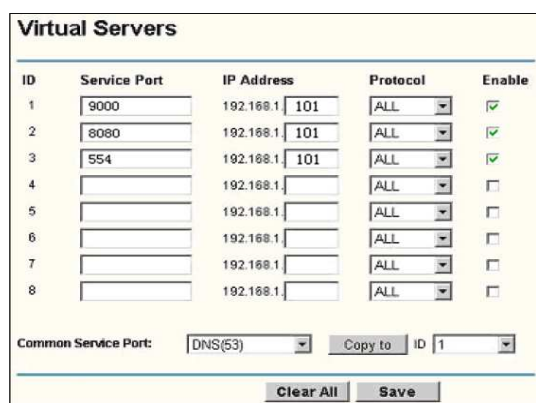 Virtual Servers
ID Service Port IP Address Protocol Enable
1 9000 192.168.1. 101 ALL
2 8080 192.168.1. 101 ALL
3 554 192.168.1. 101 ALL
4 192.168.1. ALL
5 192.168.1. ALL
6 192.168.1. ALL
7 192.168.1. ALL
8 192.168.1. ALL
Common Service Port: DNS(53) Copy to ID 1
Clear All Save